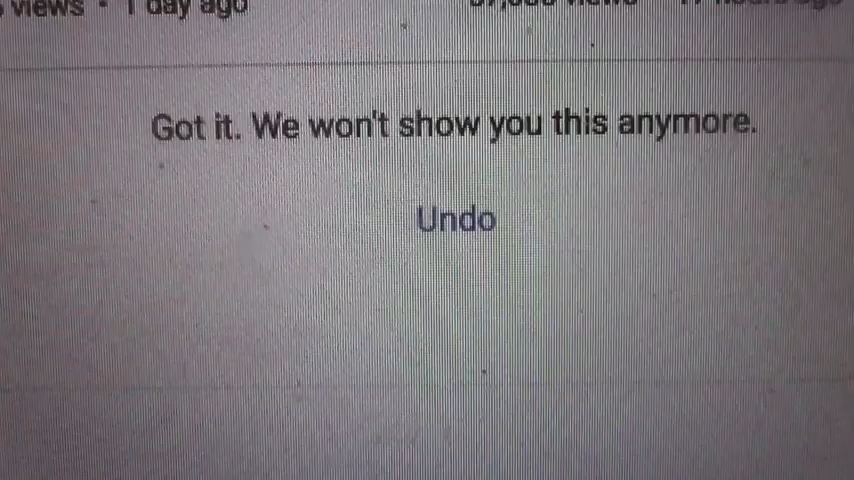 views • 1 day ago
Got it. We won't show you this anymore.
Undo